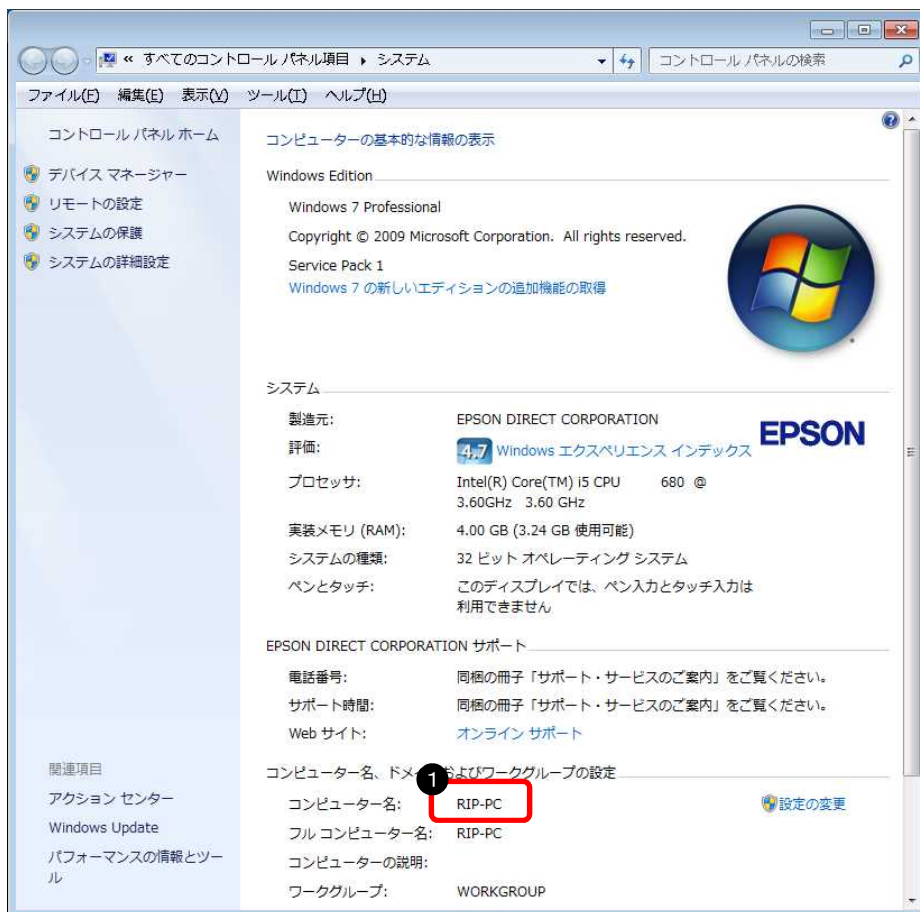 « すべてのコントロール パネル項目 ▸ システム
コントロール パネルの検索
ファイル(F) 編集(E) 表示(V) ツール(T) ヘルプ(H)
コントロール パネル ホーム
デバイス マネージャー
リモートの設定
システムの保護
システムの詳細設定
コンピューターの基本的な情報の表示
Windows Edition
Windows 7 Professional
Copyright © 2009 Microsoft Corporation. All rights reserved.
Service Pack 1
Windows 7 の新しいエディションの追加機能の取得
システム
製造元: EPSON DIRECT CORPORATION
EPSON
評価: 4.7 Windows エクスペリエンス インデックス
プロセッサ: Intel(R) Core(TM) i5 CPU 680 @
3.60GHz 3.60 GHz
実装メモリ (RAM): 4.00 GB (3.24 GB 使用可能)
システムの種類: 32 ビット オペレーティング システム
ペンとタッチ: このディスプレイでは、ペン入力とタッチ入力は
利用できません
EPSON DIRECT CORPORATION サポート
電話番号: 同梱の冊子「サポート・サービスのご案内」をご覧ください。
サポート時間: 同梱の冊子「サポート・サービスのご案内」をご覧ください。
Web サイト: オンライン サポート
コンピューター名、ドメ およびワークグループの設定
1
コンピューター名: RIP-PC 設定の変更
フル コンピューター名: RIP-PC
コンピューターの説明:
ワークグループ: WORKGROUP
関連項目
アクション センター
Windows Update
パフォーマンスの情報とツー
ル